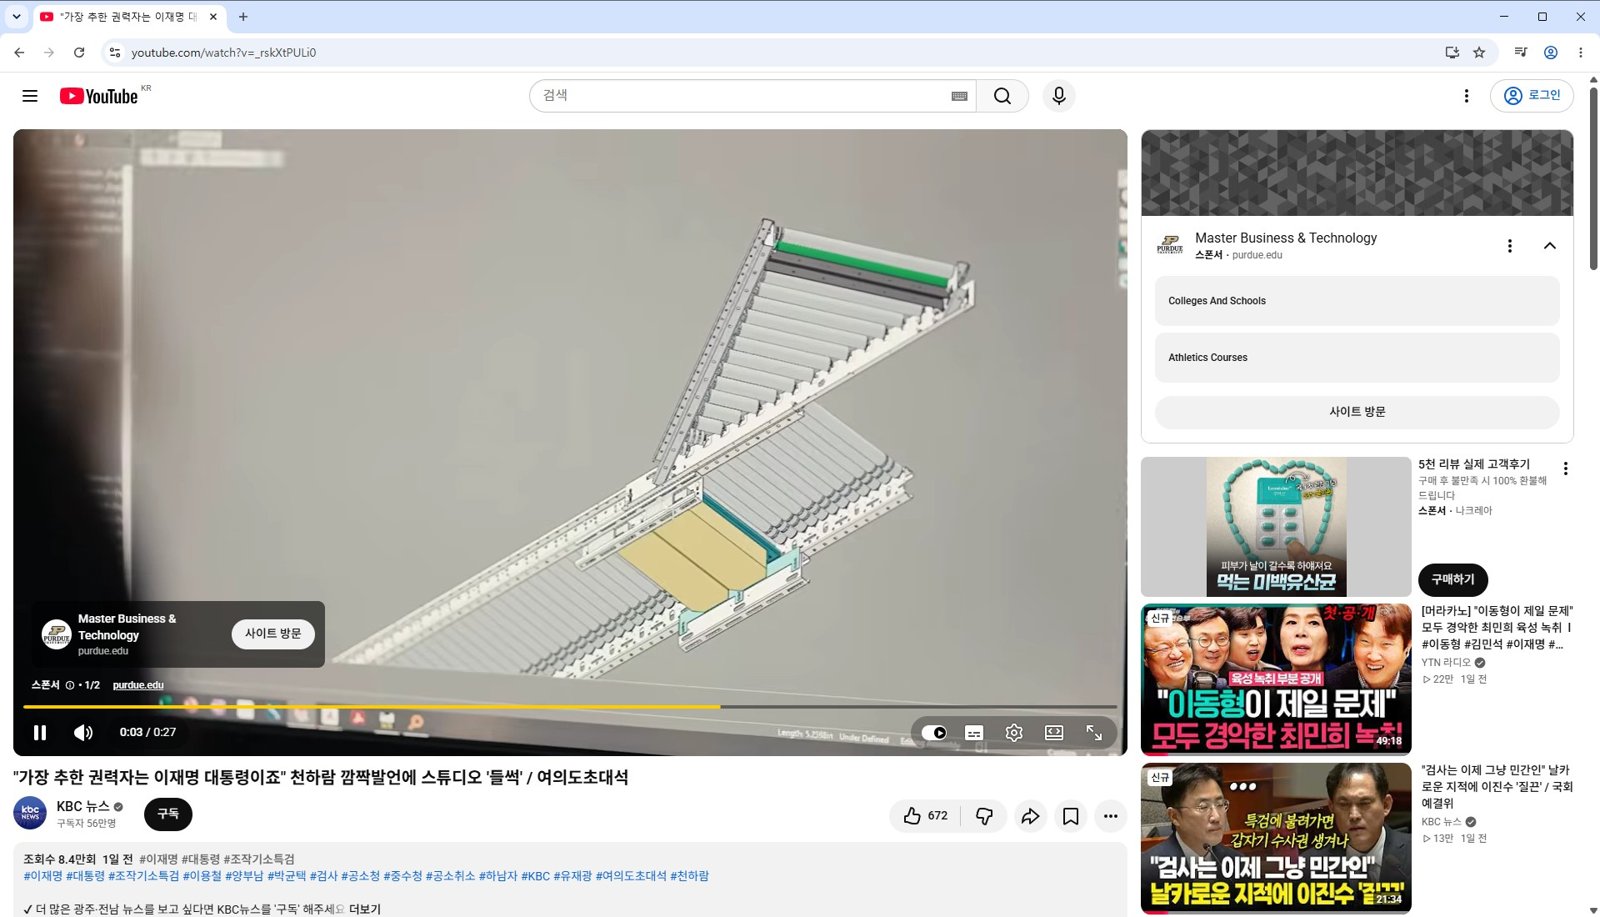 "가장 추한 권력자는 이재명 대
youtube.com/watch?v=_rskXtPULi0
YouTube KR
검색
로그인
Master Business &
Technology
purdue.edu
사이트 방문
스폰서 · 1/2 purdue.edu
0:03 / 0:27
"가장 추한 권력자는 이재명 대통령이죠" 천하람 깜짝발언에 스튜디오 '들썩' / 여의도초대석
kbc NEWS
KBC 뉴스
구독자 56만명
구독
672
조회수 8.4만회 1일 전 #이재명 #대통령 #조작기소특검
#이재명 #대통령 #조작기소특검 #이용철 #양부남 #박균택 #검사 #공소청 #중수청 #공소취소 #하남자 #KBC #유재광 #여의도초대석 #천하람
✓ 더 많은 광주·전남 뉴스를 보고 싶다면 KBC뉴스를 '구독' 해주세요 더보기
PURDUE
Master Business & Technology
스폰서 · purdue.edu
Colleges And Schools
Athletics Courses
사이트 방문
피부가 날이 갈수록 하얘져요
먹는 미백유산균
5천 리뷰 실제 고객후기
구매 후 불만족 시 100% 환불해
드립니다
스폰서 · 나크레아
구매하기
신규
첫·공·개
육성 녹취 부분 공개
"이동형이 제일 문제"
모두 경악한 최민희 녹취
49:18
[머라카노] "이동형이 제일 문제"
모두 경악한 최민희 육성 녹취 ㅣ
#이동형 #김민석 #이재명 #...
YTN 라디오
22만 1일 전
신규
특검에 불려가면
갑자기 수사권 생겨나
"검사는 이제 그냥 민간인"
날카로운 지적에 이진수 '질끈'
21:34
"검사는 이제 그냥 민간인" 날카
로운 지적에 이진수 '질끈' / 국회
예결위
KBC 뉴스
13만 1일 전